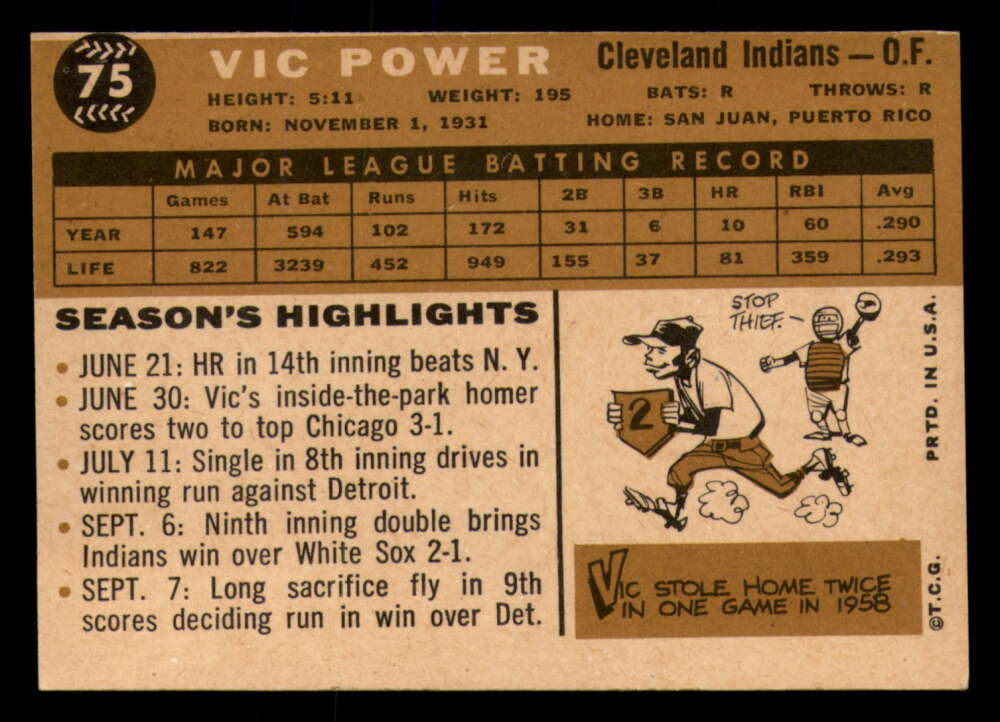 75
VIC POWER
Cleveland Indians — O.F.
HEIGHT: 5:11 WEIGHT: 195 BATS: R THROWS: R
BORN: NOVEMBER 1, 1931 HOME: SAN JUAN, PUERTO RICO
MAJOR LEAGUE BATTING RECORD
Games At Bat Runs Hits 2B 3B HR RBI Avg
YEAR 147 594 102 172 31 6 10 60 .290
LIFE 822 3239 452 949 155 37 81 359 .293
SEASON'S HIGHLIGHTS
• JUNE 21: HR in 14th inning beats N. Y.
• JUNE 30: Vic's inside-the-park homer
scores two to top Chicago 3-1.
• JULY 11: Single in 8th inning drives in
winning run against Detroit.
• SEPT. 6: Ninth inning double brings
Indians win over White Sox 2-1.
• SEPT. 7: Long sacrifice fly in 9th
scores deciding run in win over Det.
STOP
THIEF.
2
VIC STOLE HOME TWICE
IN ONE GAME IN 1958
PRTD. IN U.S.A.
©T.C.G.